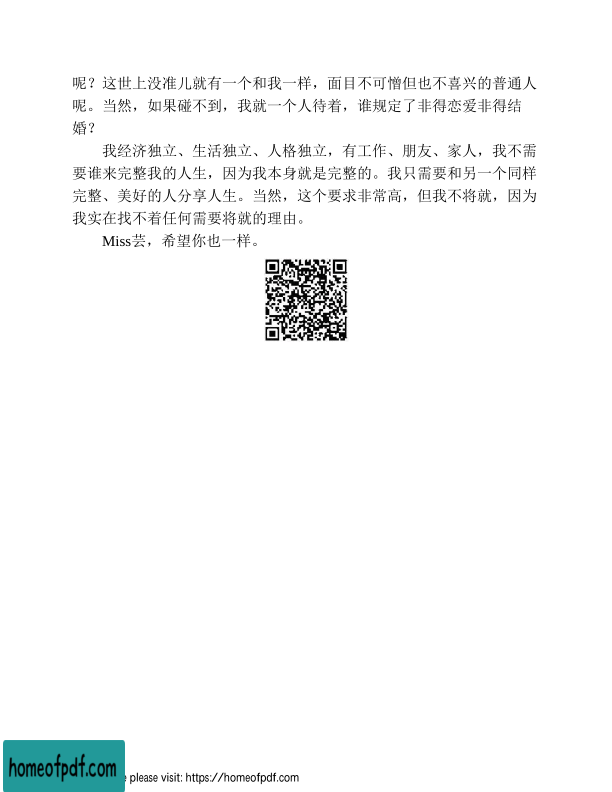 呢？这世上没准儿就有一个和我一样，面目不可憎但也不喜兴的普通人
呢。当然，如果碰不到，我就一个人待着，谁规定了非得恋爱非得结
婚？
我经济独立、生活独立、人格独立，有工作、朋友、家人，我不需
要谁来完整我的人生，因为我本身就是完整的。我只需要和另一个同样
完整、美好的人分享人生。当然，这个要求非常高，但我不将就，因为
我实在找不着任何需要将就的理由。
Miss芸，希望你也一样。
homeofpdf.com
e please visit: https://homeofpdf.com